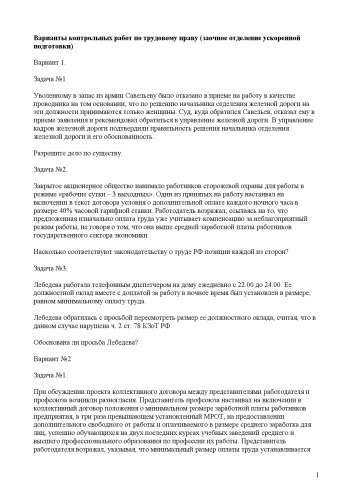 Варианты контрольных работ по трудовому праву (заочное отделение ускоренной
подготовки)
Вариант 1.
Задача №1
Уволенному в запас из армии Савельеву было отказано в приеме на работу в качестве
проводника на том основании, что по решению начальника отделения железной дороги на
эти должности принимаются только женщины. Суд, куда обратился Савельев, отказал ему в
приеме заявления и рекомендовал обратиться в управление железной дороги. В управление
кадров железной дороги подтвердили правильность решения начальника отделения
железной дороги и его обоснованность.
Разрешите дело по существу.
Задача №2.
Закрытое акционерное общество нанимало работников сторожевой охраны для работы в
режиме «рабочие сутки – 3 выходных». Один из принятых на работу настаивал на
включении в текст договора условия о дополнительной оплате каждого ночного часа в
размере 40% часовой тарифной ставки. Работодатель возражал, ссылаясь на то, что
предложенная изначально оплата труда уже учитывает компенсацию за неблагоприятный
режим работы, не говоря о том, что она выше средней заработной платы работников
государственного сектора экономики.
Насколько соответствуют законодательству о труде РФ позиции каждой из сторон?
Задача №3.
Лебедева работала телефонным диспетчером на дому ежедневно с 22.00 до 24.00. Ее
должностной оклад вместе с доплатой за работу в ночное время был установлен в размере,
равном минимальному оплату труда.
Лебедева обратилась с просьбой пересмотреть размер ее должностного оклада, считая, что в
данном случае нарушена ч. 2 ст. 78 КЗоТ РФ.
Обоснована ли просьба Лебедева?
Вариант №2
Задача №1.
При обсуждении проекта коллективного договора между представителями работодателя и
профсоюза возникли разногласия. Представитель профсоюза настаивал на включении в
коллективный договор положения о минимальном размере заработной платы работников
предприятия, в три раза превышающем установленный МРОТ, на предоставлении
дополнительного свободного от работы и оплачиваемого в размере среднего заработка для
лиц, успешно обучающихся на двух последних курсах учебных заведений среднего и
высшего профессионального образования по профессии их работы. Представитель
работодателя возражал, указывая, что минимальный размер оплаты труда устанавливается
1